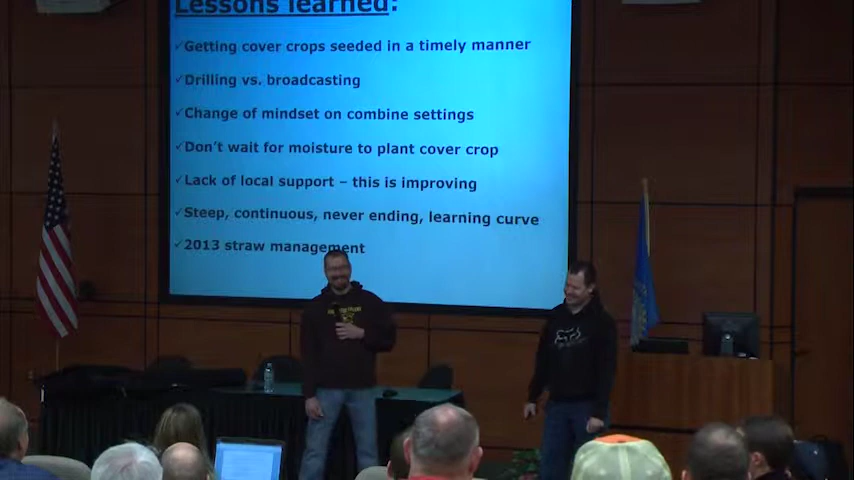 Lessons learned:
✓Getting cover crops seeded in a timely manner
✓Drilling vs. broadcasting
✓Change of mindset on combine settings
✓Don't wait for moisture to plant cover crop
✓Lack of local support – this is improving
✓Steep, continuous, never ending, learning curve
✓2013 straw management